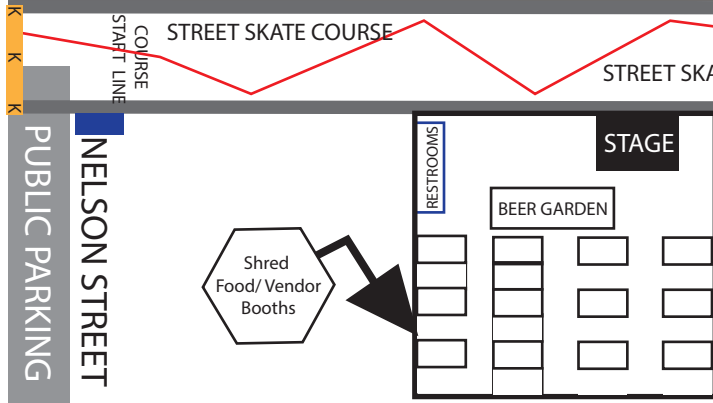 K
K
K
COURSE
START LINE
STREET SKATE COURSE
STREET SKA
PUBLIC PARKING
NELSON STREET
RESTROOMS
STAGE
BEER GARDEN
Shred
Food/ Vendor
Booths